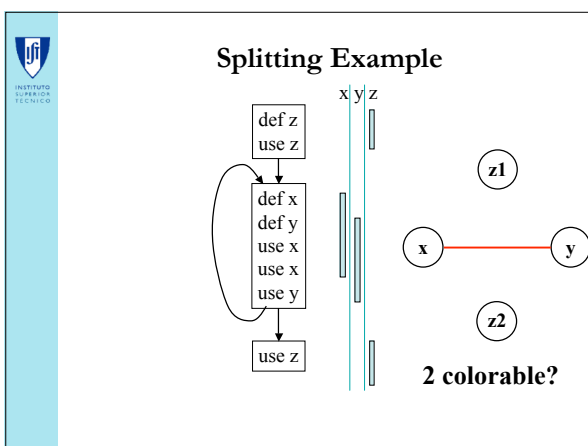 Splitting Example
INSTITUTO
SUPERIOR
TÉCNICO
x y z
def z
use z
def x
def y
use x
use x
use y
use z
z1
x
y
z2
2 colorable?